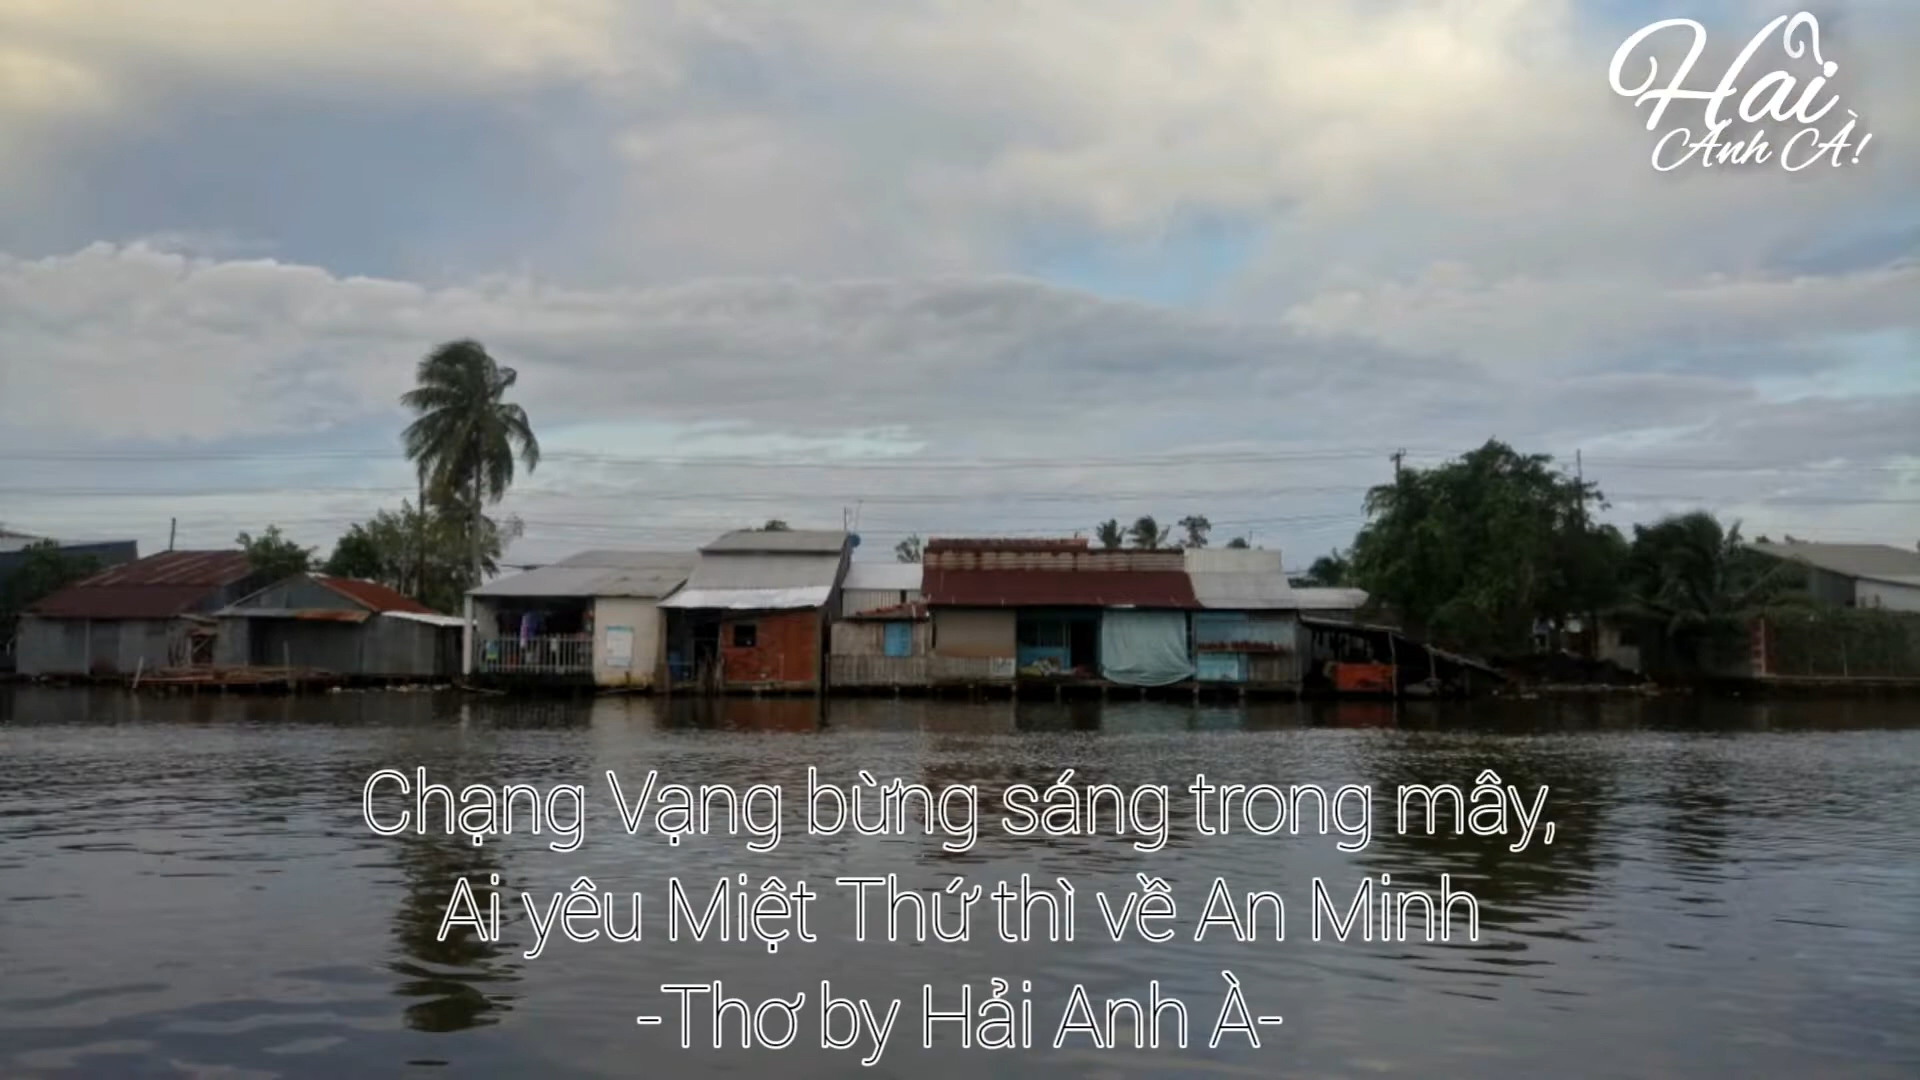 Hải
Anh À!
Chạng Vạng bừng sáng trong mây,
Ai yêu Miệt Thứ thì về An Minh
-Thơ by Hải Anh À-